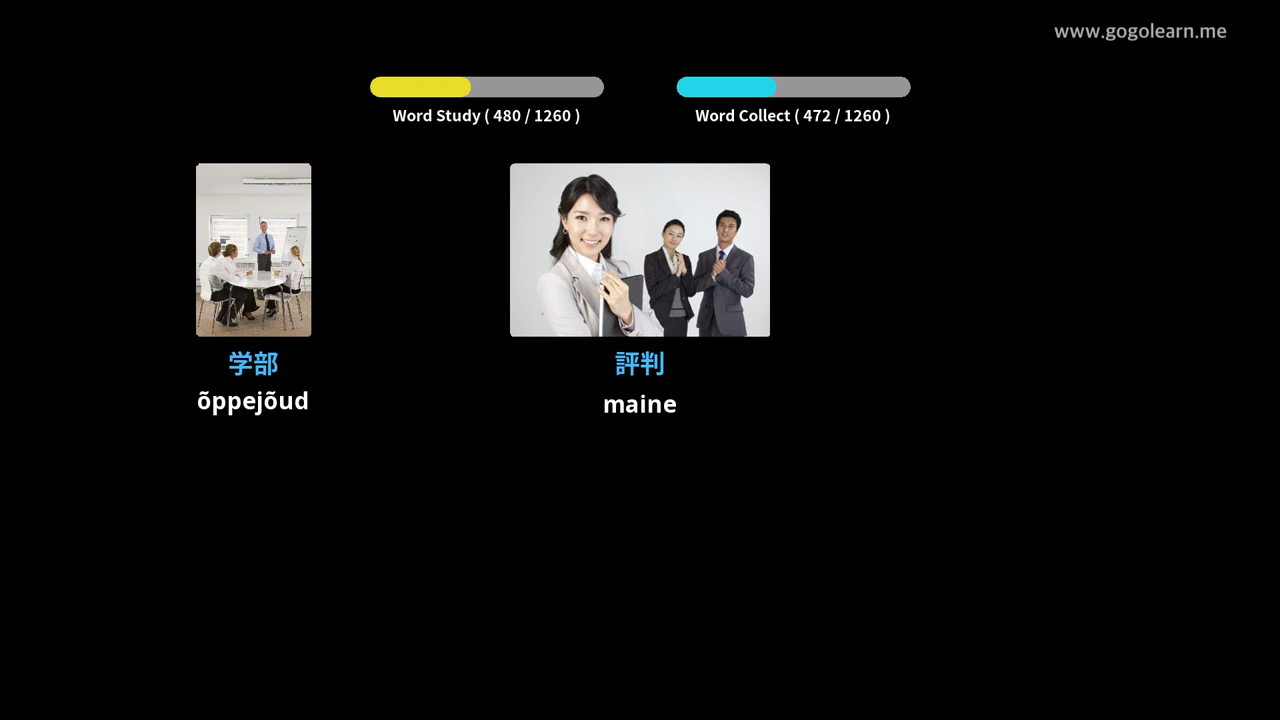 www.gogolearn.me
Word Study ( 480 / 1260 )
Word Collect ( 472 / 1260 )
学部
õppejõud
評判
maine